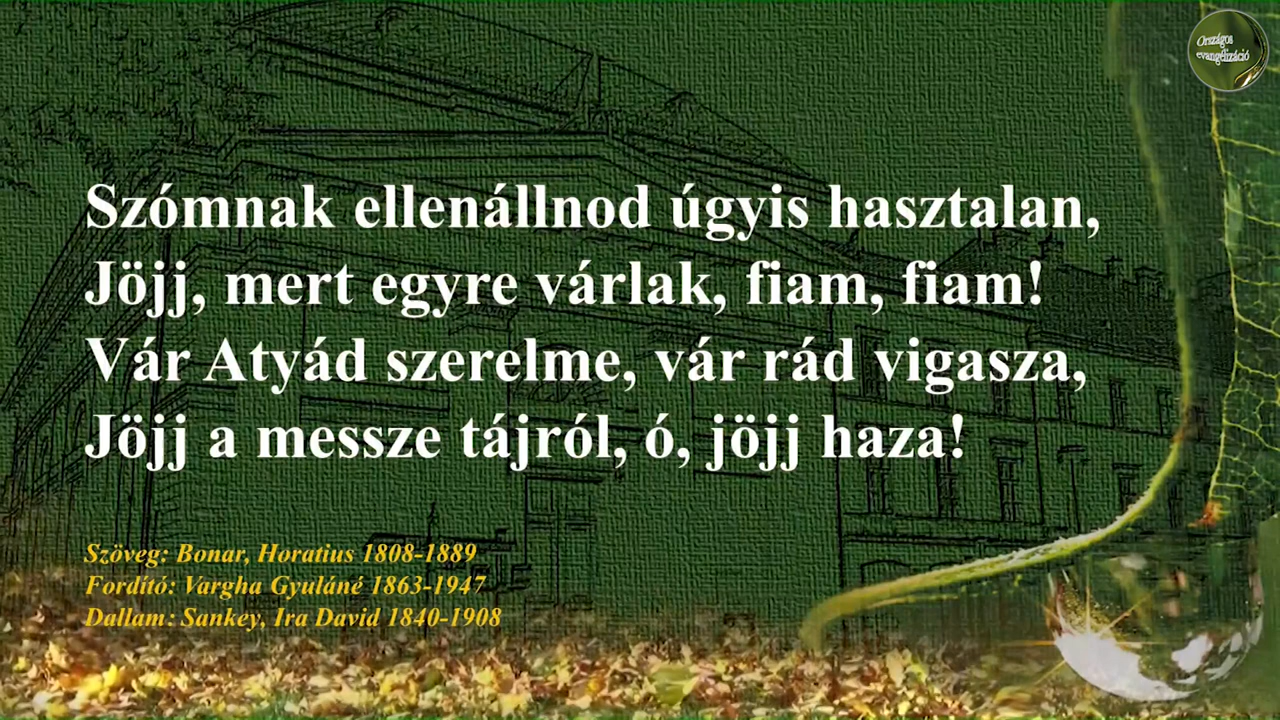 Országos
evangélizáció
Szómnak ellenállnod úgyis hasztalan,
Jöjj, mert egyre várlak, fiam, fiam!
Vár Atyád szerelme, vár rád vigasza,
Jöjj a messze tájról, ó, jöjj haza!
Szöveg: Bonar, Horatius 1808-1889
Fordító: Vargha Gyuláné 1863-1947
Dallam: Sankey, Ira David 1840-1908